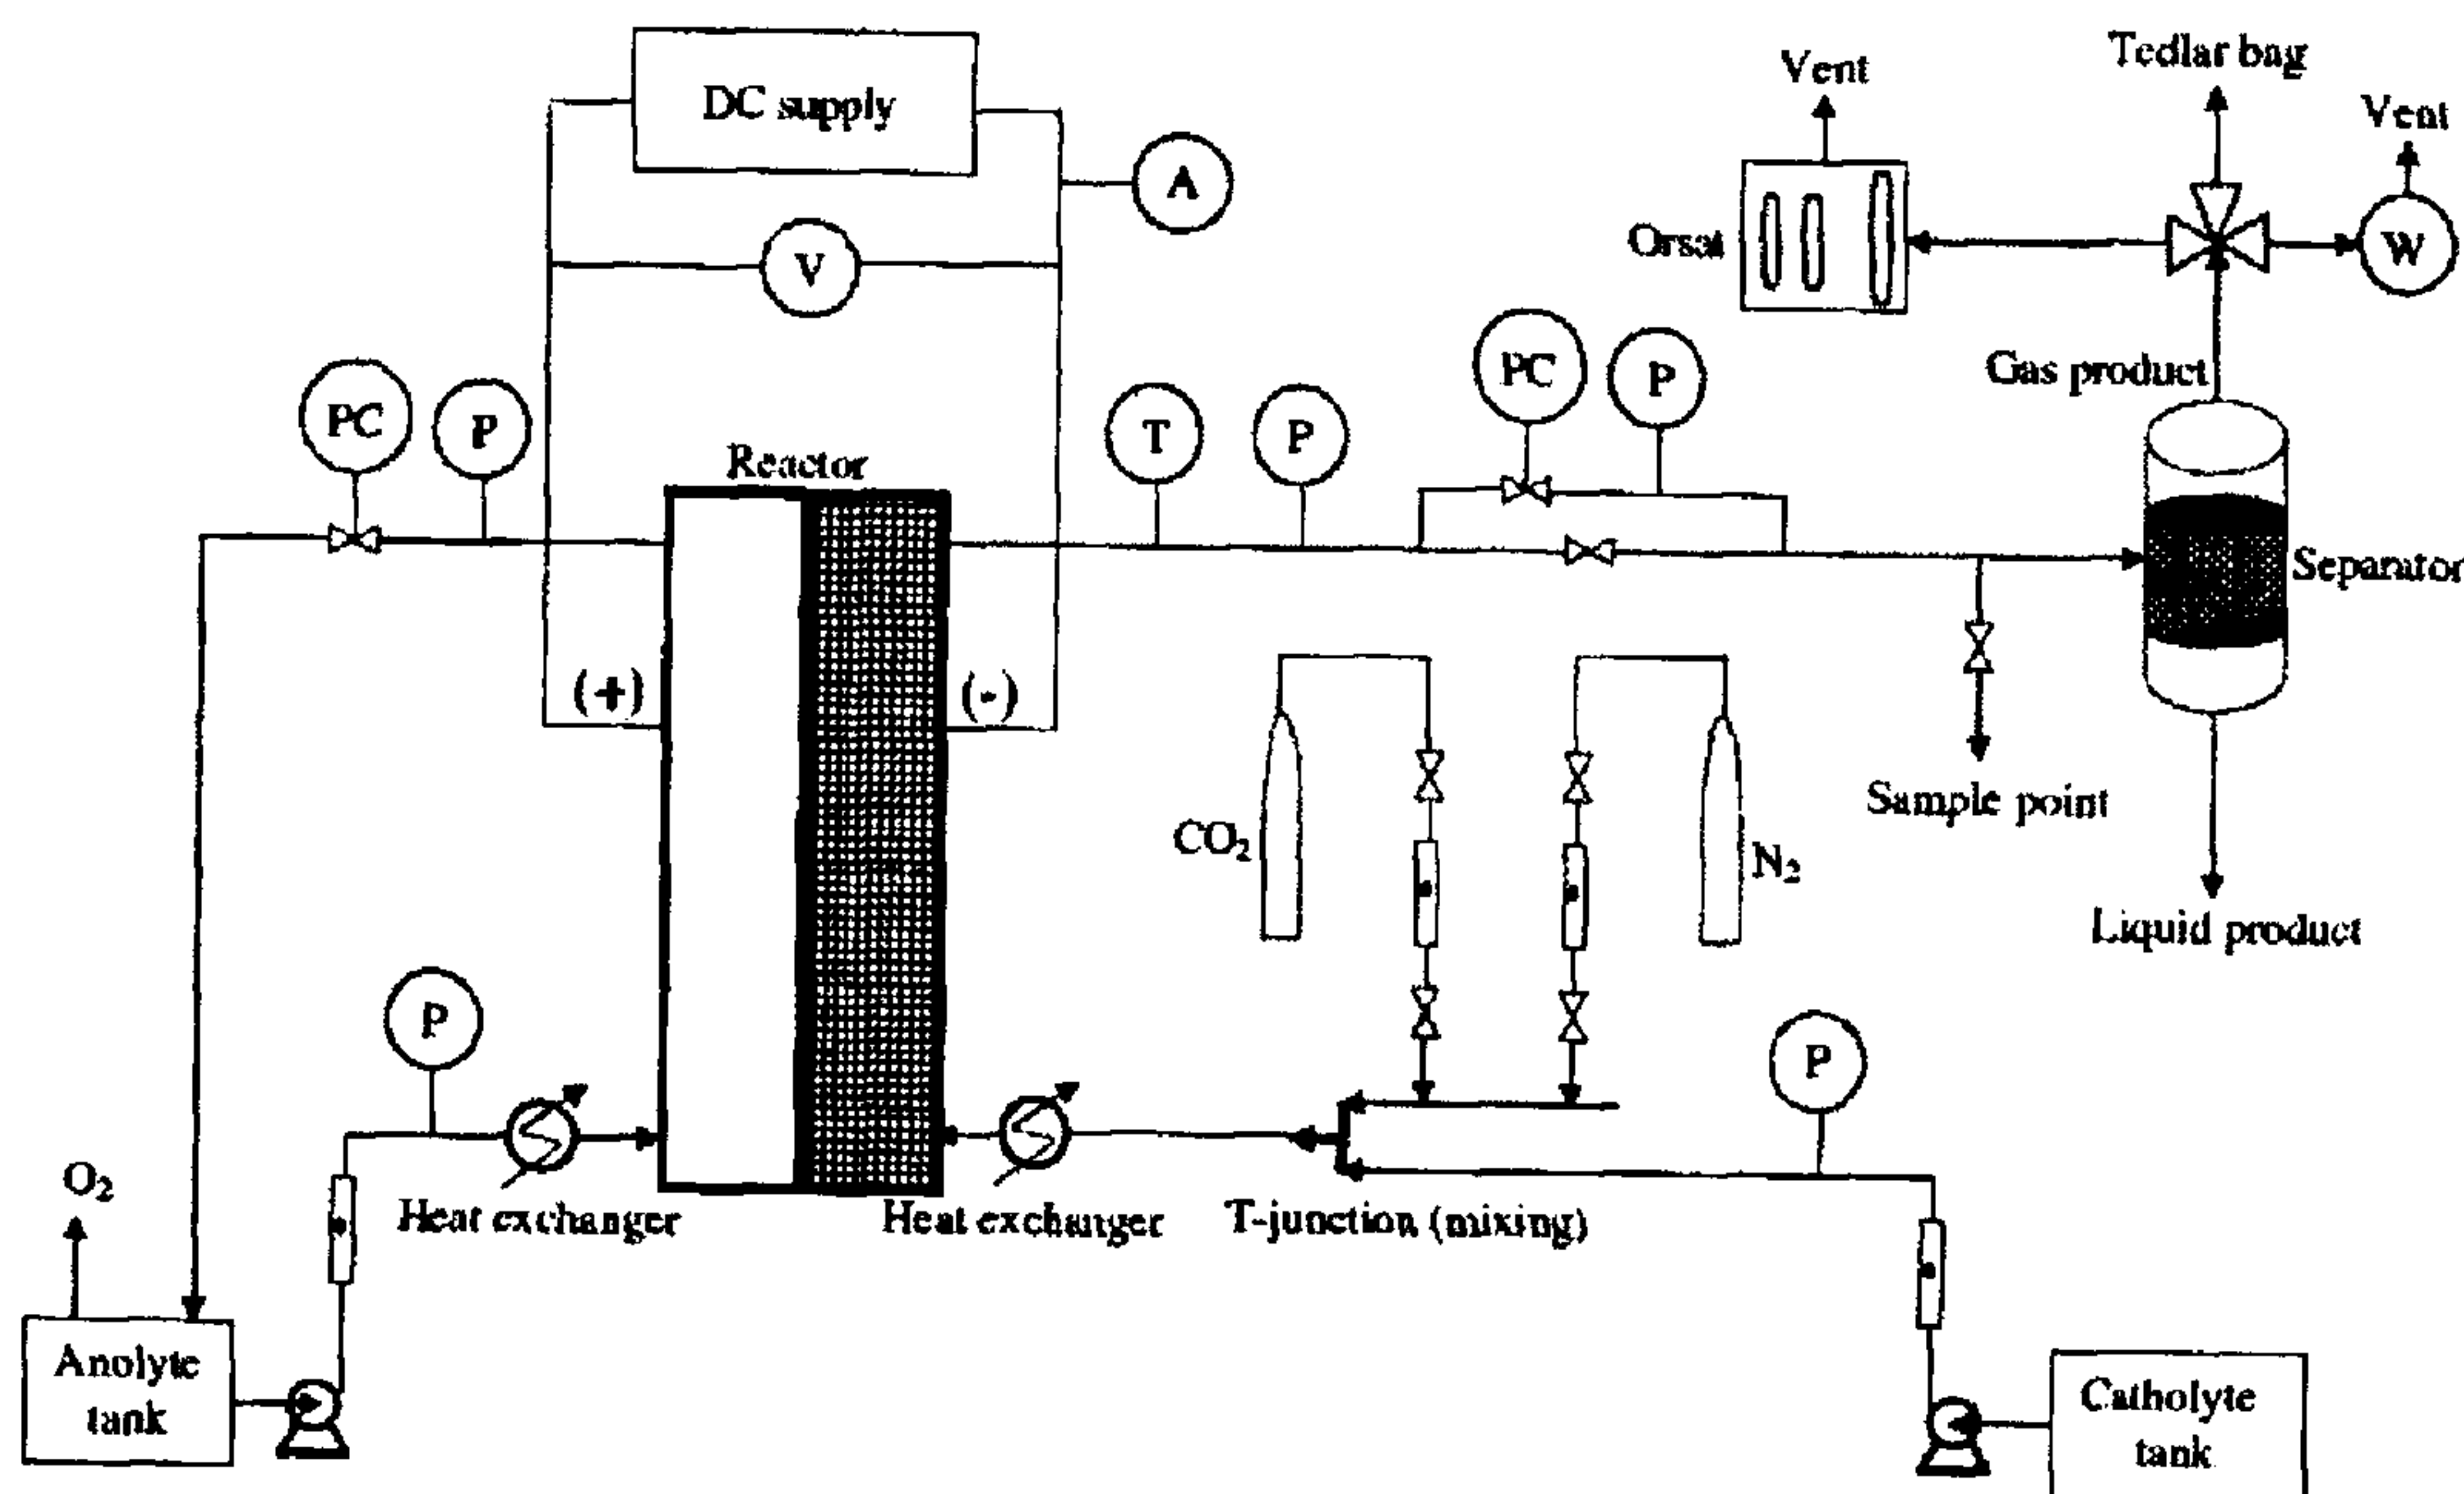 DC supply
A
V
Vent
Tedlar bag
Vent
Orsat
W
Gas product
PC
P
Reactor
T
P
PC
P
Separator
(+)
(-)
CO₂
N₂
Sample point
Liquid product
P
P
O₂
Heat exchanger
Heat exchanger
T-junction (mixing)
Anolyte
tank
Catholyte
tank